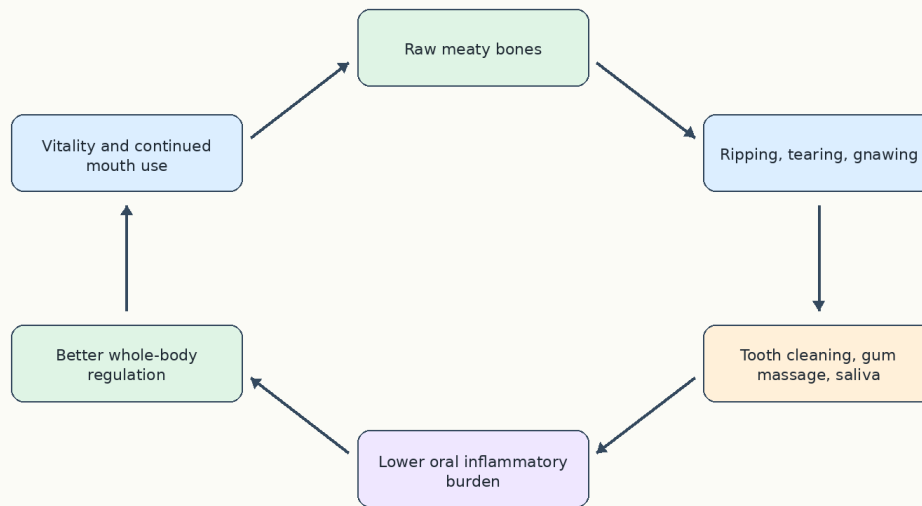 Raw meaty bones
Ripping, tearing, gnawing
Tooth cleaning, gum
massage, saliva
Lower oral inflammatory
burden
Better whole-body
regulation
Vitality and continued
mouth use